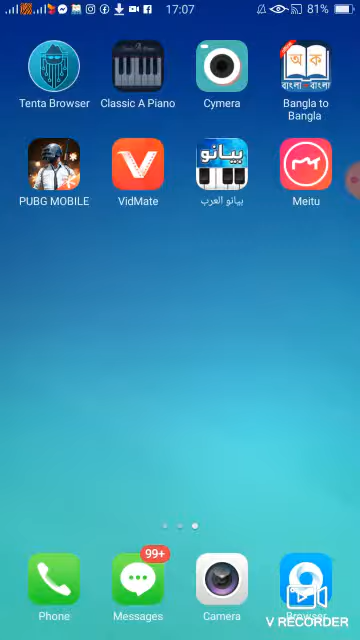 17:07
81%
Tenta Browser
Classic A Piano
Cymera
Bangla to
Bangla
অ ক
বাংলা
বাংলা
PUBG MOBILE
VidMate
بيانو
بيانو العرب
Meitu
99+
Phone
Messages
Camera
Browser
V RECORDER